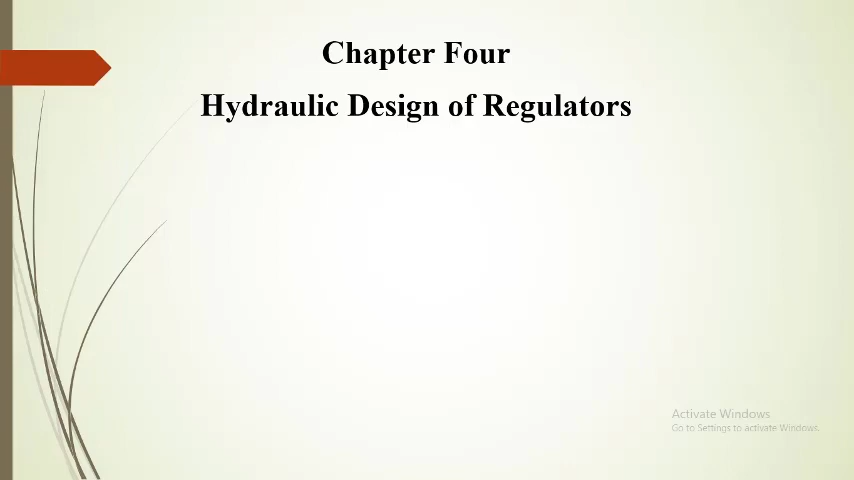 Chapter Four
Hydraulic Design of Regulators
Activate Windows
Go to Settings to activate Windows.